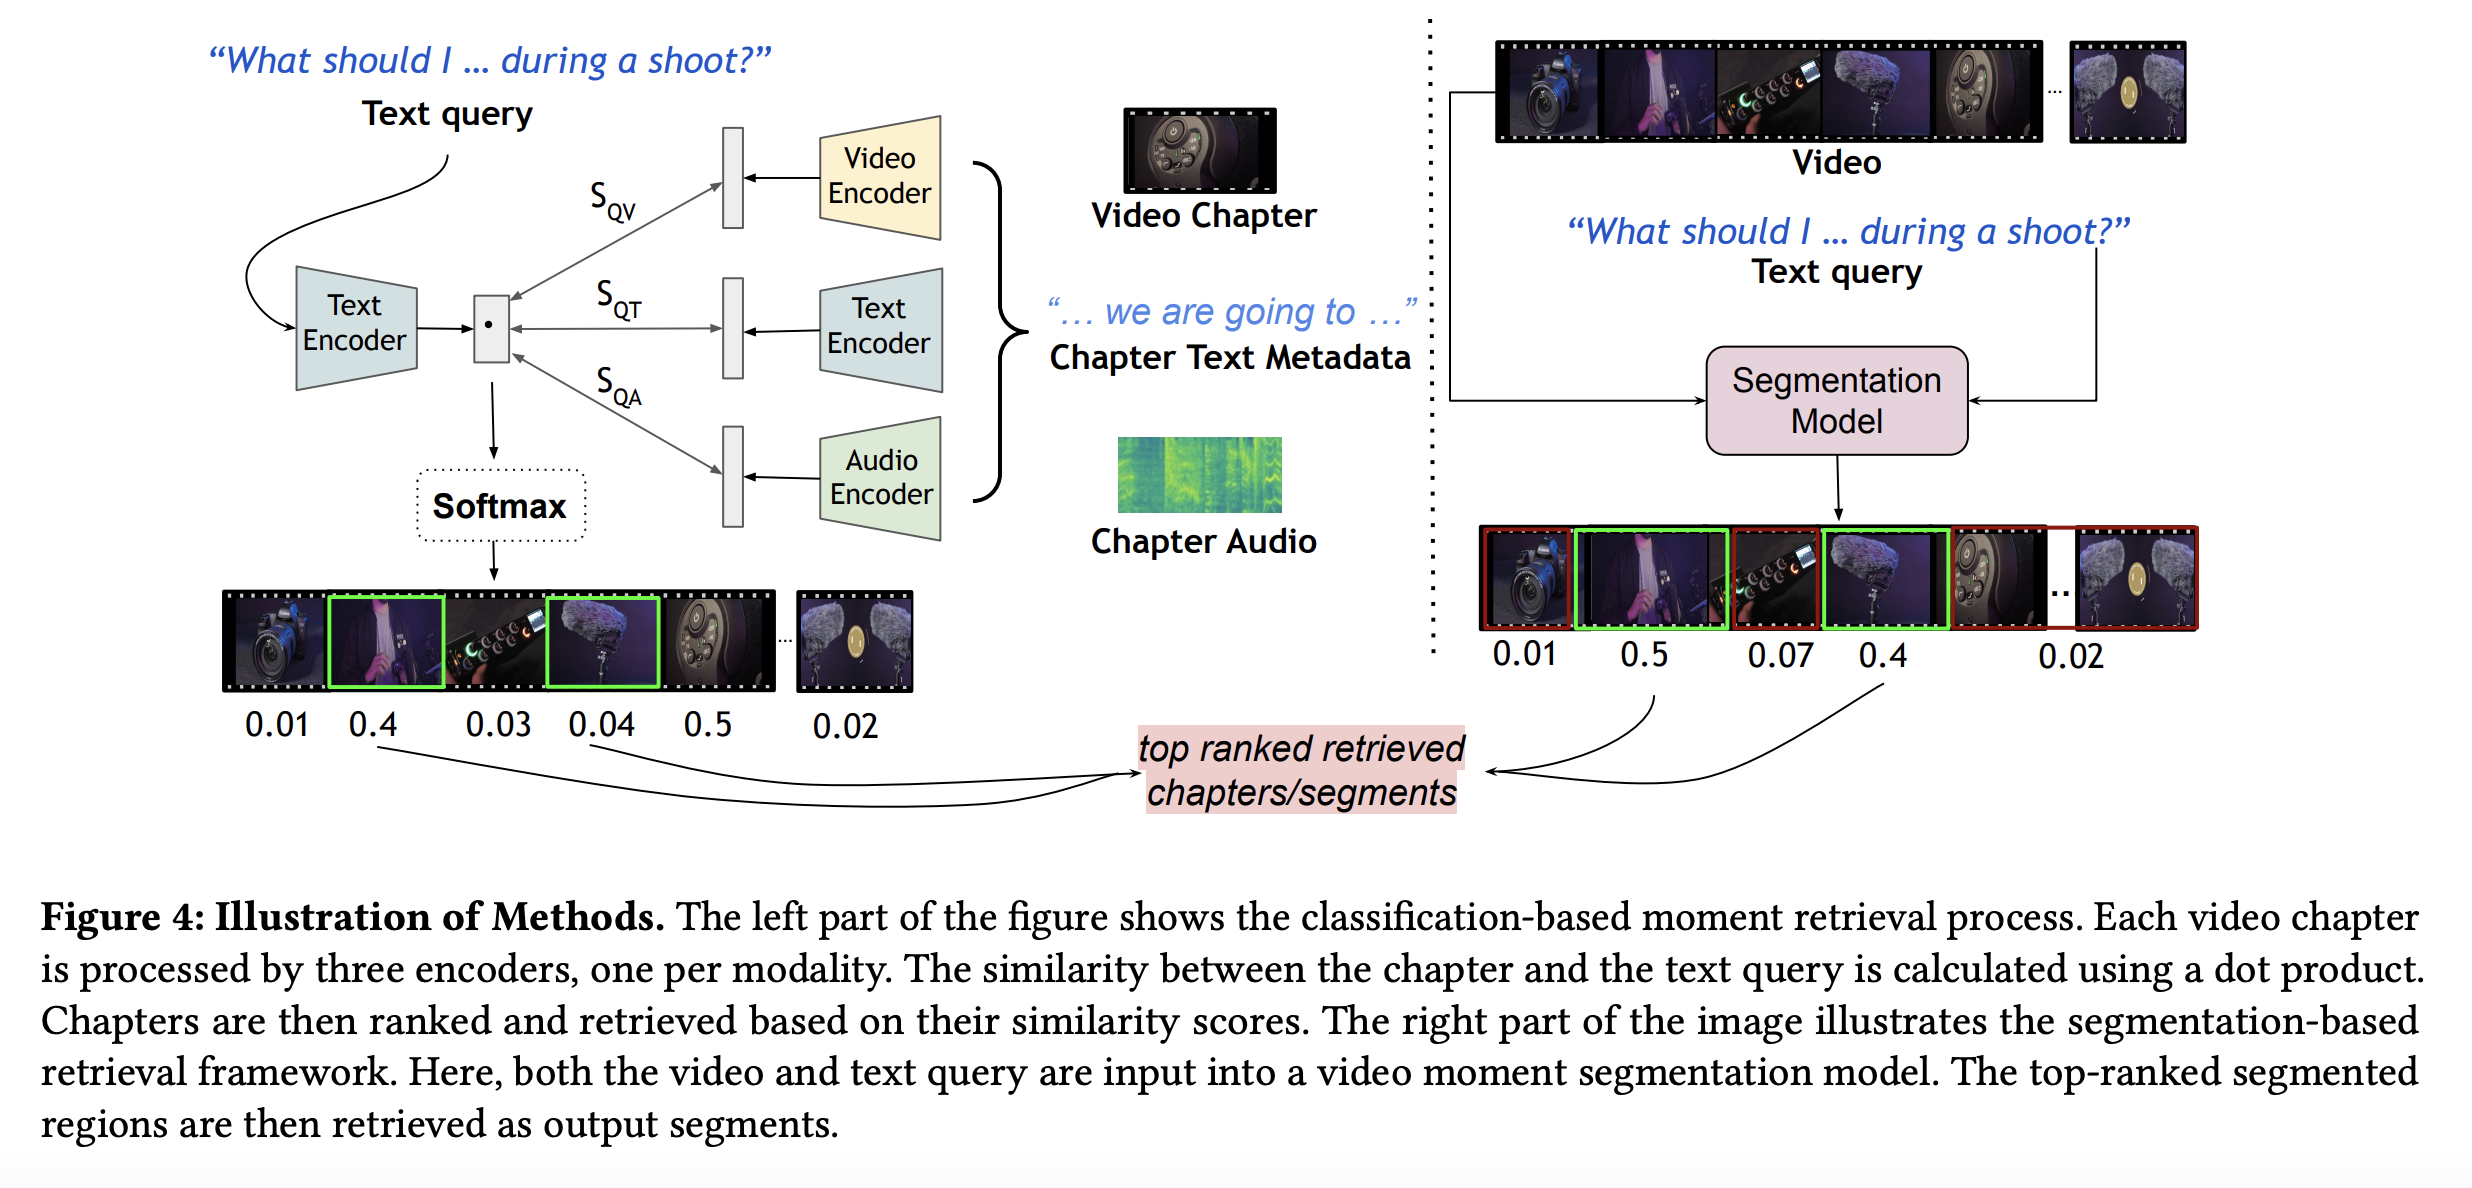 “What should I ... during a shoot?”
Text query
Text
Encoder
S_QV
S_QT
S_QA
Video
Encoder
Text
Encoder
Audio
Encoder
Video Chapter
“... we are going to ...”
Chapter Text Metadata
Chapter Audio
Softmax
...
0.01 0.4 0.03 0.04 0.5 0.02
...
Video
“What should I ... during a shoot?”
Text query
Segmentation
Model
...
0.01 0.5 0.07 0.4 0.02
top ranked retrieved
chapters/segments
Figure 4: Illustration of Methods. The left part of the figure shows the classification-based moment retrieval process. Each video chapter
is processed by three encoders, one per modality. The similarity between the chapter and the text query is calculated using a dot product.
Chapters are then ranked and retrieved based on their similarity scores. The right part of the image illustrates the segmentation-based
retrieval framework. Here, both the video and text query are input into a video moment segmentation model. The top-ranked segmented
regions are then retrieved as output segments.